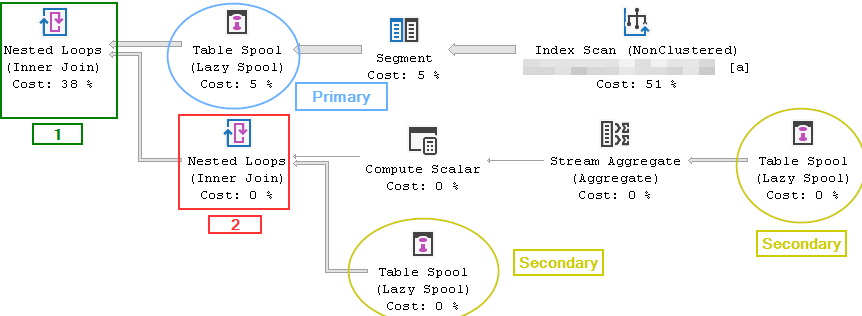 Nested Loops
(Inner Join)
Cost: 38 %
Table Spool
(Lazy Spool)
Cost: 5 %
Segment
Cost: 5 %
Index Scan (NonClustered)
[a]
Cost: 51 %
Primary
1
Nested Loops
(Inner Join)
Cost: 0 %
Compute Scalar
Cost: 0 %
Stream Aggregate
(Aggregate)
Cost: 0 %
Table Spool
(Lazy Spool)
Cost: 0 %
2
Secondary
Table Spool
(Lazy Spool)
Cost: 0 %
Secondary